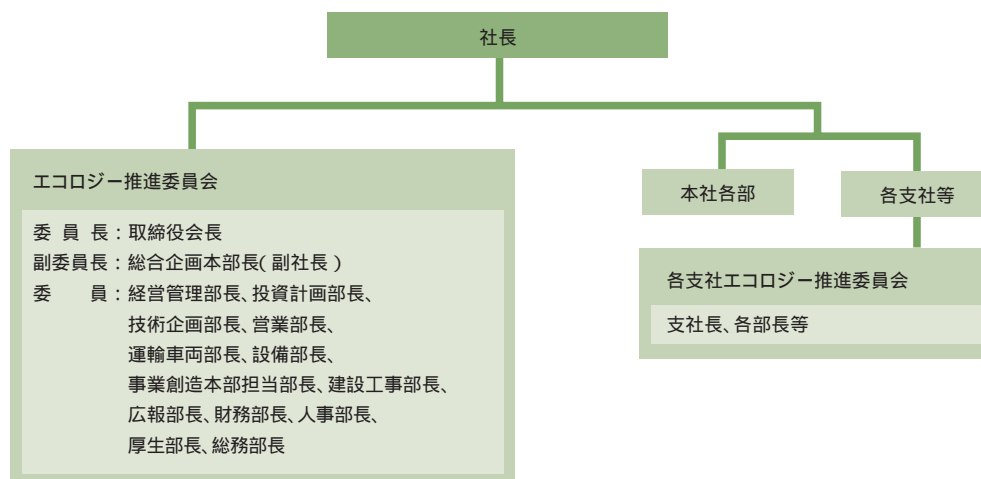 社長
エコロジー推進委員会
委 員 長：取締役会長
副委員長：総合企画本部長(副社長)
委　　員：経営管理部長、投資計画部長、
技術企画部長、営業部長、
運輸車両部長、設備部長、
事業創造本部担当部長、建設工事部長、
広報部長、財務部長、人事部長、
厚生部長、総務部長
本社各部
各支社等
各支社エコロジー推進委員会
支社長、各部長等